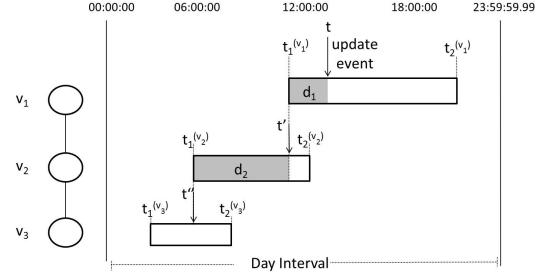 00:00:00 06:00:00 12:00:00 18:00:00 23:59:59.99
t
t₁⁽ᵛ₁⁾ update t₂⁽ᵛ₁⁾
event
v₁ d₁
t' t₂⁽ᵛ₂⁾
t₁⁽ᵛ₂⁾
v₂ d₂
t"
t₁⁽ᵛ₃⁾ t₂⁽ᵛ₃⁾
v₃
Day Interval